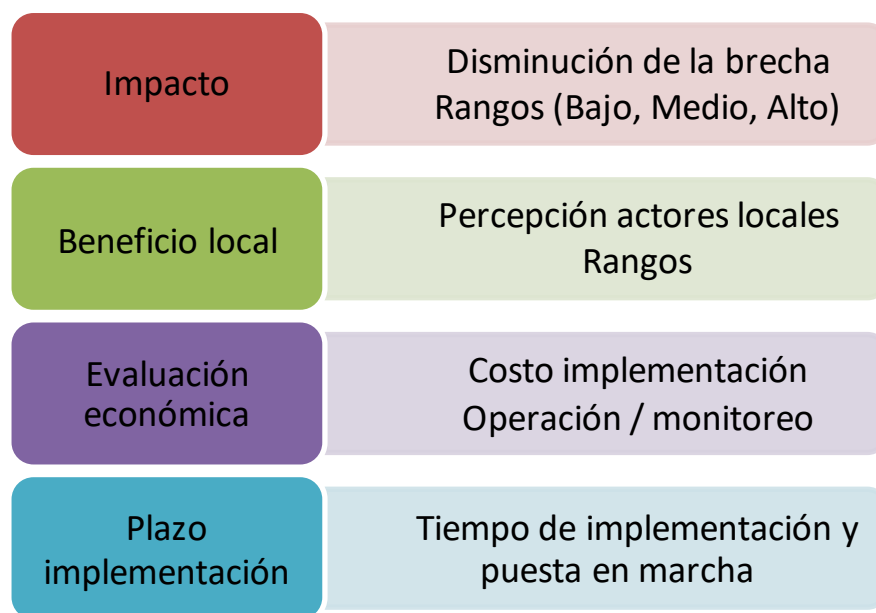 Impacto
Disminución de la brecha
Rangos (Bajo, Medio, Alto)
Beneficio local
Percepción actores locales
Rangos
Evaluación
económica
Costo implementación
Operación / monitoreo
Plazo
implementación
Tiempo de implementación y
puesta en marcha